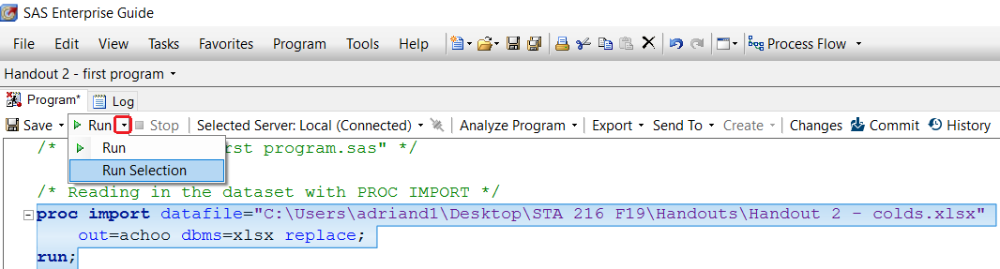 SAS Enterprise Guide
File Edit View Tasks Favorites Program Tools Help Process Flow
Handout 2 - first program
Program* Log
Save Run Stop Selected Server: Local (Connected) Analyze Program Export Send To Create Changes Commit History
/* rst program.sas" */
Run
Run Selection
/* Reading in the dataset with PROC IMPORT */
proc import datafile="C:\Users\adriand1\Desktop\STA 216 F19\Handouts\Handout 2 - colds.xlsx"
out=achoo dbms=xlsx replace;
run;